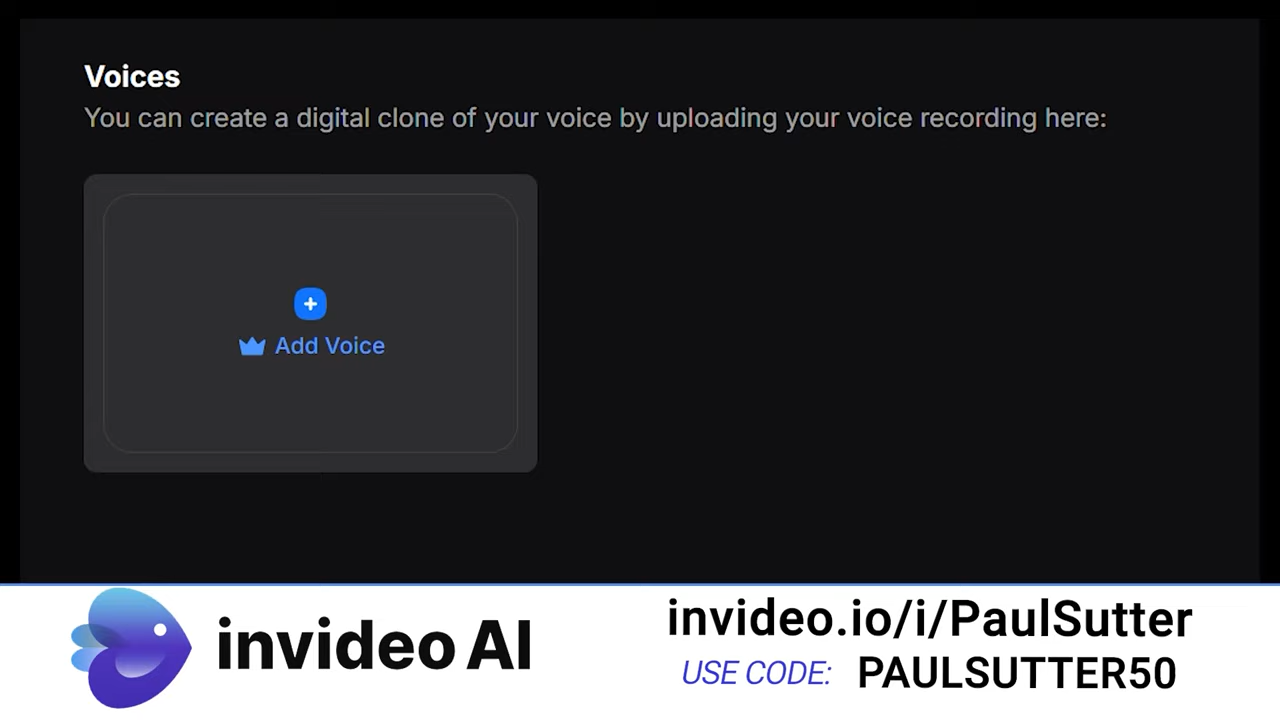 Voices
You can create a digital clone of your voice by uploading your voice recording here:
Add Voice
invideo AI
invideo.io/i/PaulSutter
USE CODE: PAULSUTTER50